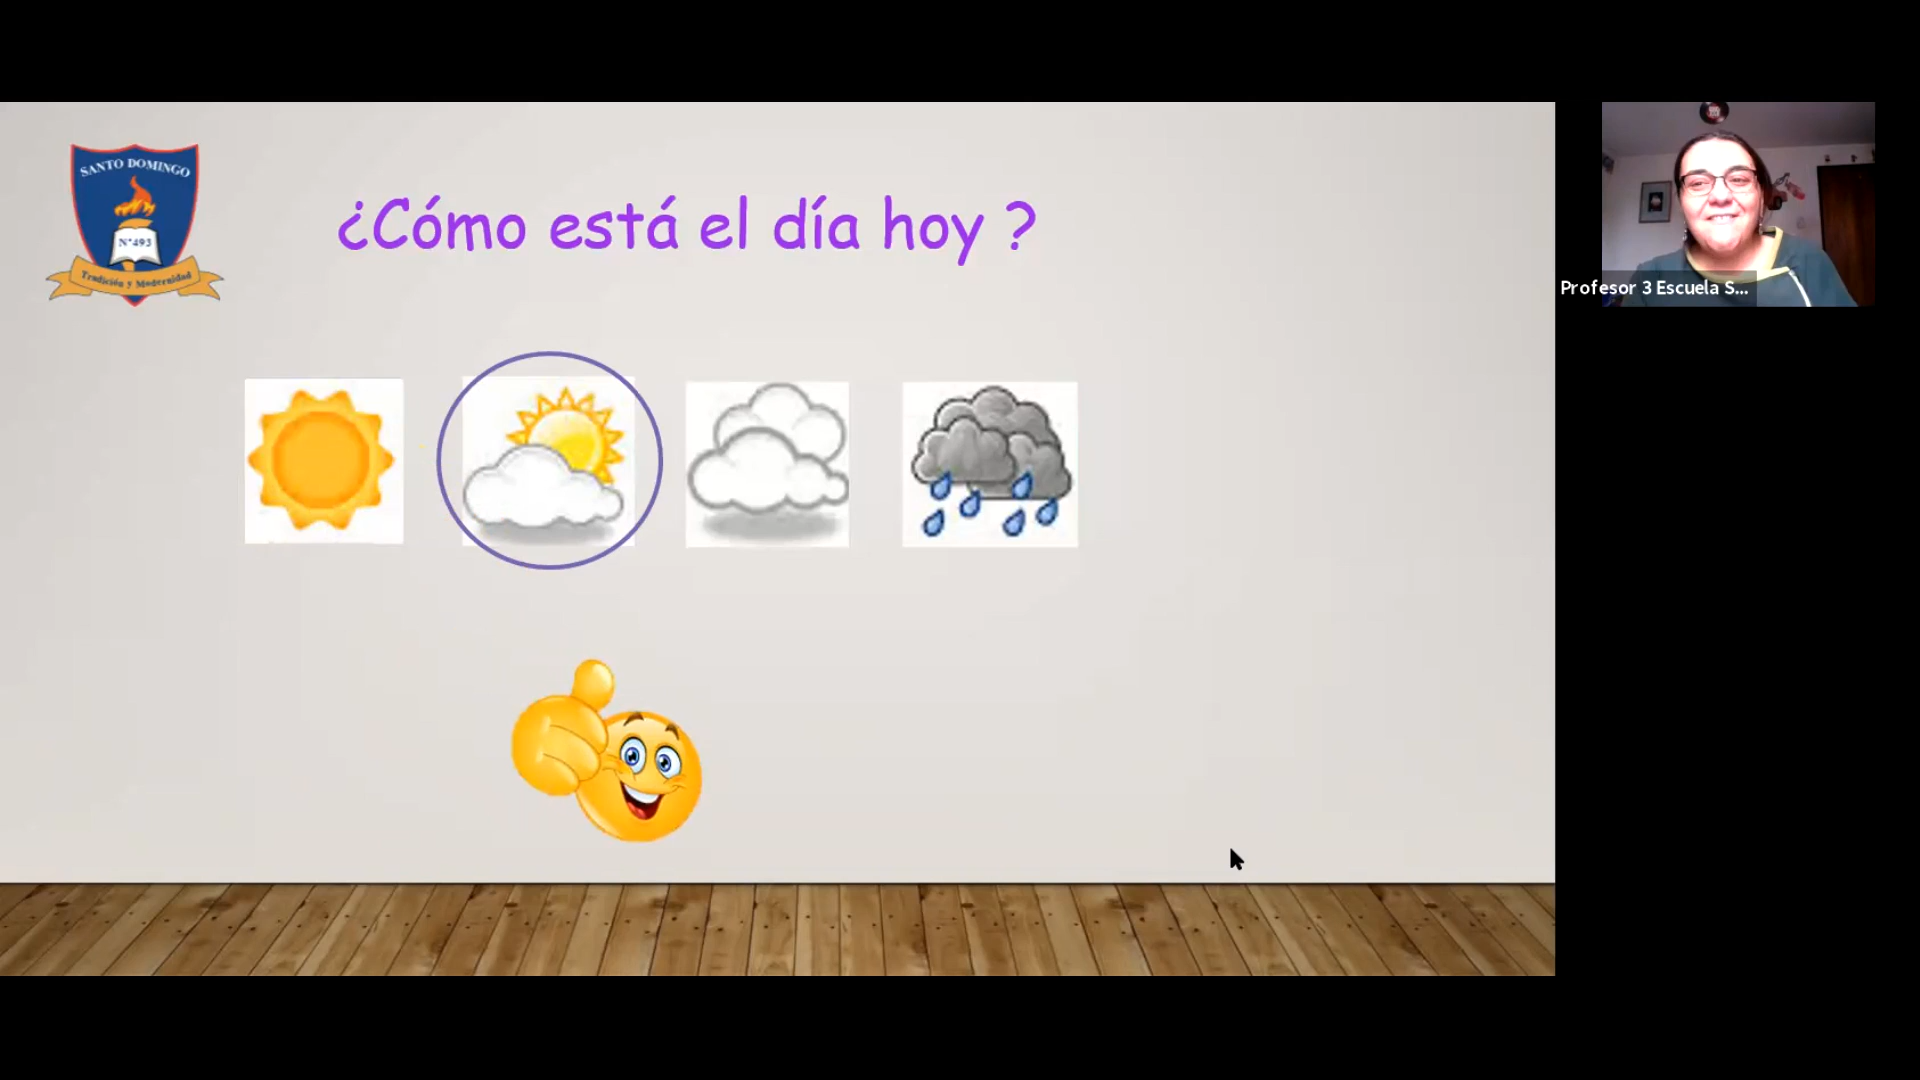 SANTO DOMINGO
N°493
Tradición y Modernidad
¿Cómo está el día hoy ?
Profesor 3 Escuela S...